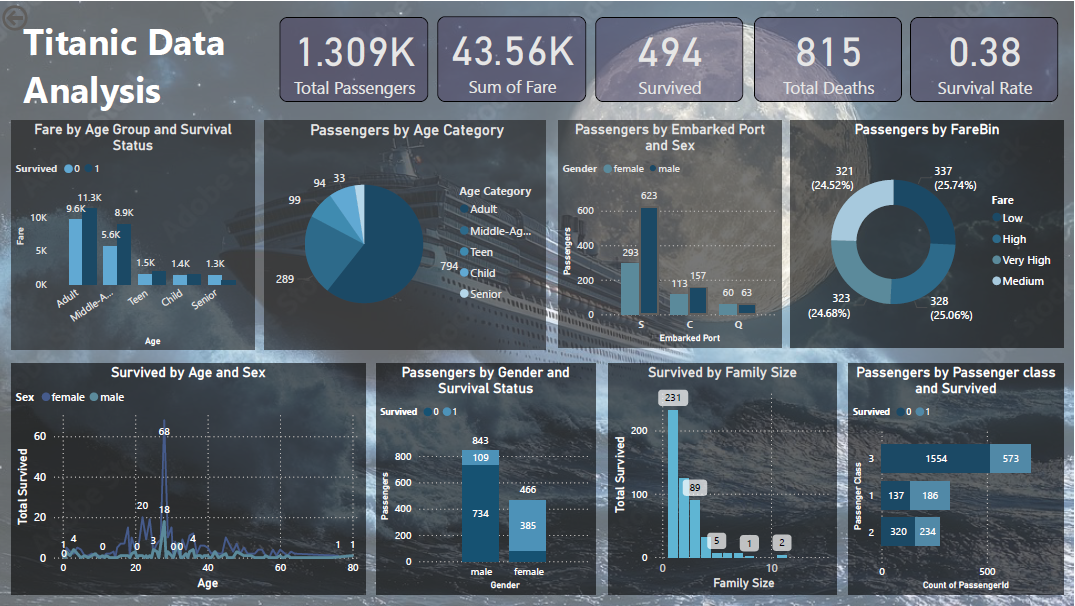 Titanic Data
Analysis
1.309K
Total Passengers
43.56K
Sum of Fare
494
Survived
815
Total Deaths
0.38
Survival Rate
Fare by Age Group and Survival
Status
Survived 0 1
Fare
10K
5K
0K
9.6K
11.3K
5.6K
8.9K
1.5K
1.4K
1.3K
Adult
Middle-A...
Teen
Child
Senior
Age
Passengers by Age Category
33
94
99
289
794
Age Category
Adult
Middle-Ag...
Teen
Child
Senior
Passengers by Embarked Port
and Sex
Gender female male
Passengers
600
400
200
0
293
623
113
157
60
63
S
C
Q
Embarked Port
Passengers by FareBin
321
(24.52%)
337
(25.74%)
323
(24.68%)
328
(25.06%)
Fare
Low
High
Very High
Medium
Survived by Age and Sex
Sex female male
Total Survived
60
40
20
0
68
20
18
1
4
0
0
0
3
0 0
4
1
1
0
20
40
60
80
Age
Passengers by Gender and
Survival Status
Survived 0 1
Passengers
800
600
400
200
0
843
109
734
466
385
male
female
Gender
Survived by Family Size
Total Survived
200
100
0
231
89
5
1
2
0
10
Family Size
Passengers by Passenger class
and Survived
Survived 0 1
Passenger Class
3
1554
573
1
137
186
2
320
234
0
500
Count of PassengerId